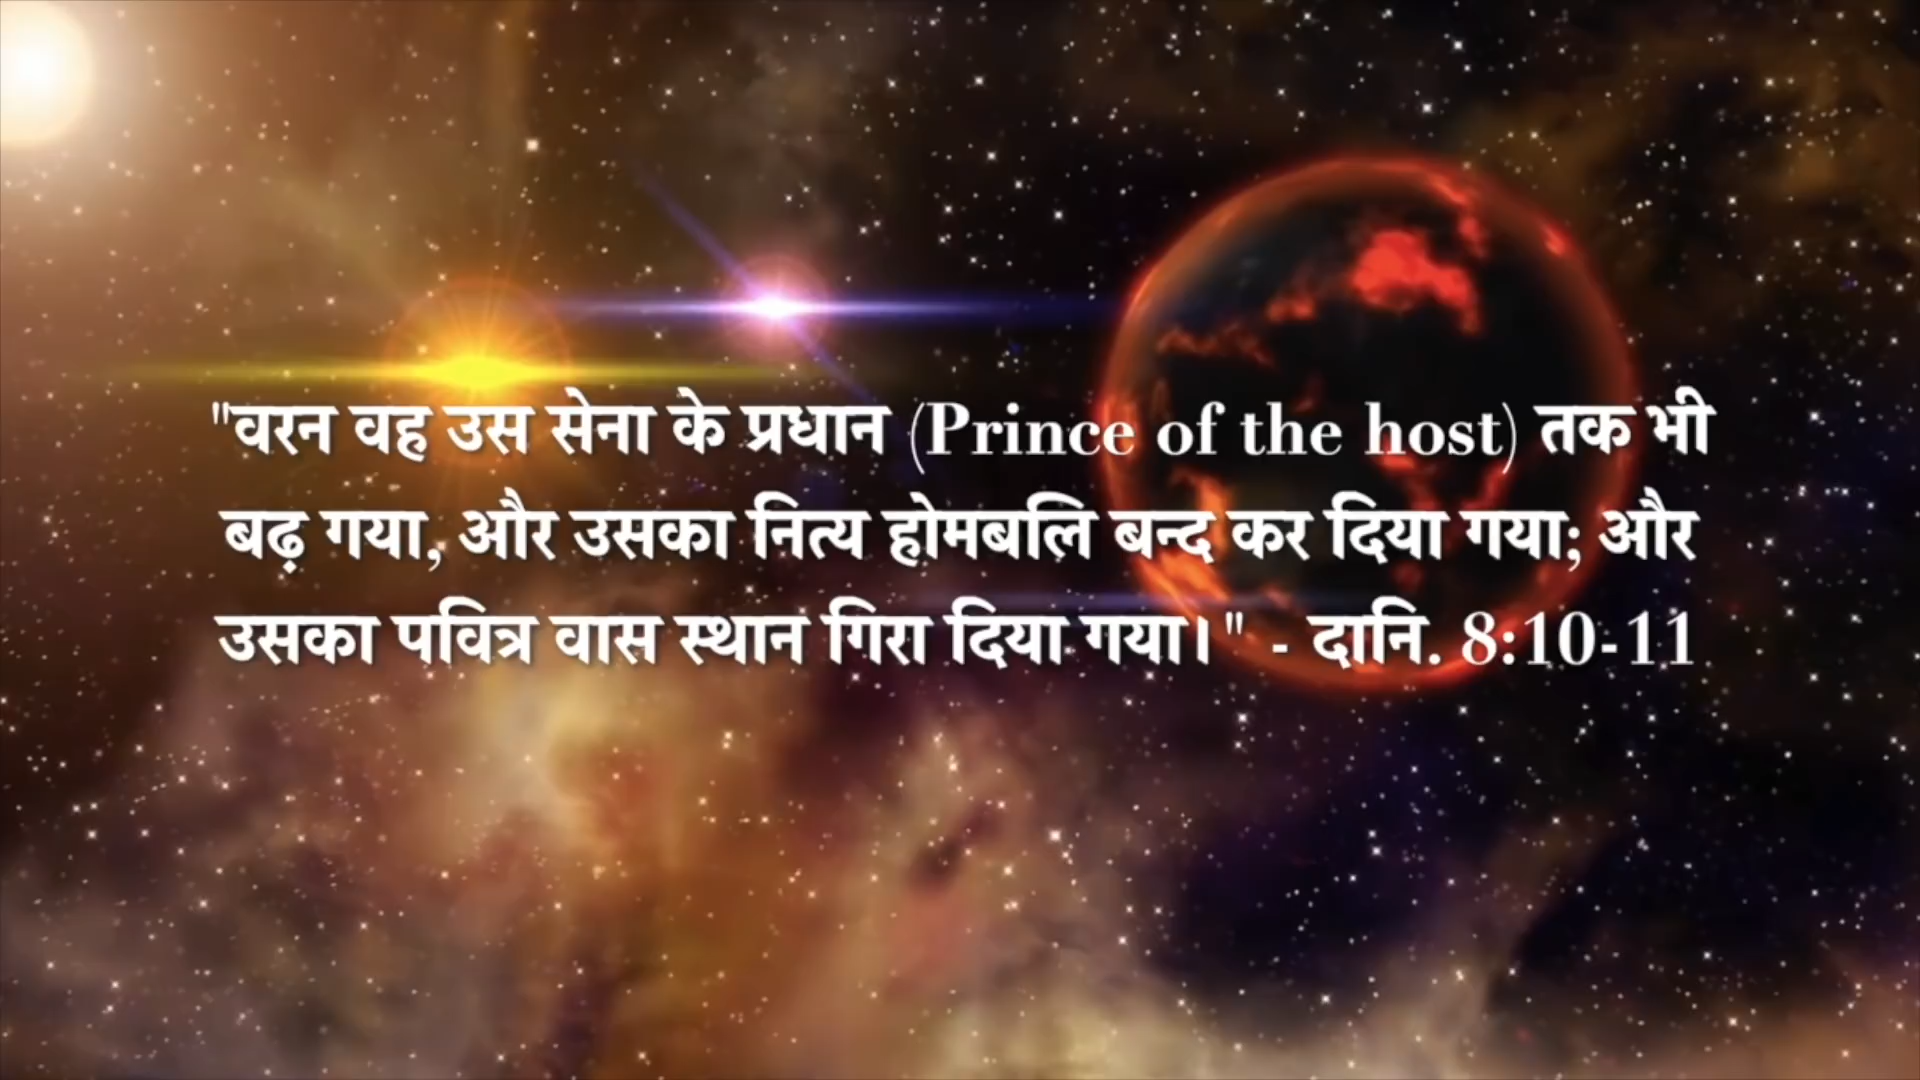 "वरन वह उस सेना के प्रधान (Prince of the host) तक भी
बढ़ गया, और उसका नित्य होमबलि बन्द कर दिया गया; और
उसका पवित्र वास स्थान गिरा दिया गया।" - दानि. 8:10-11